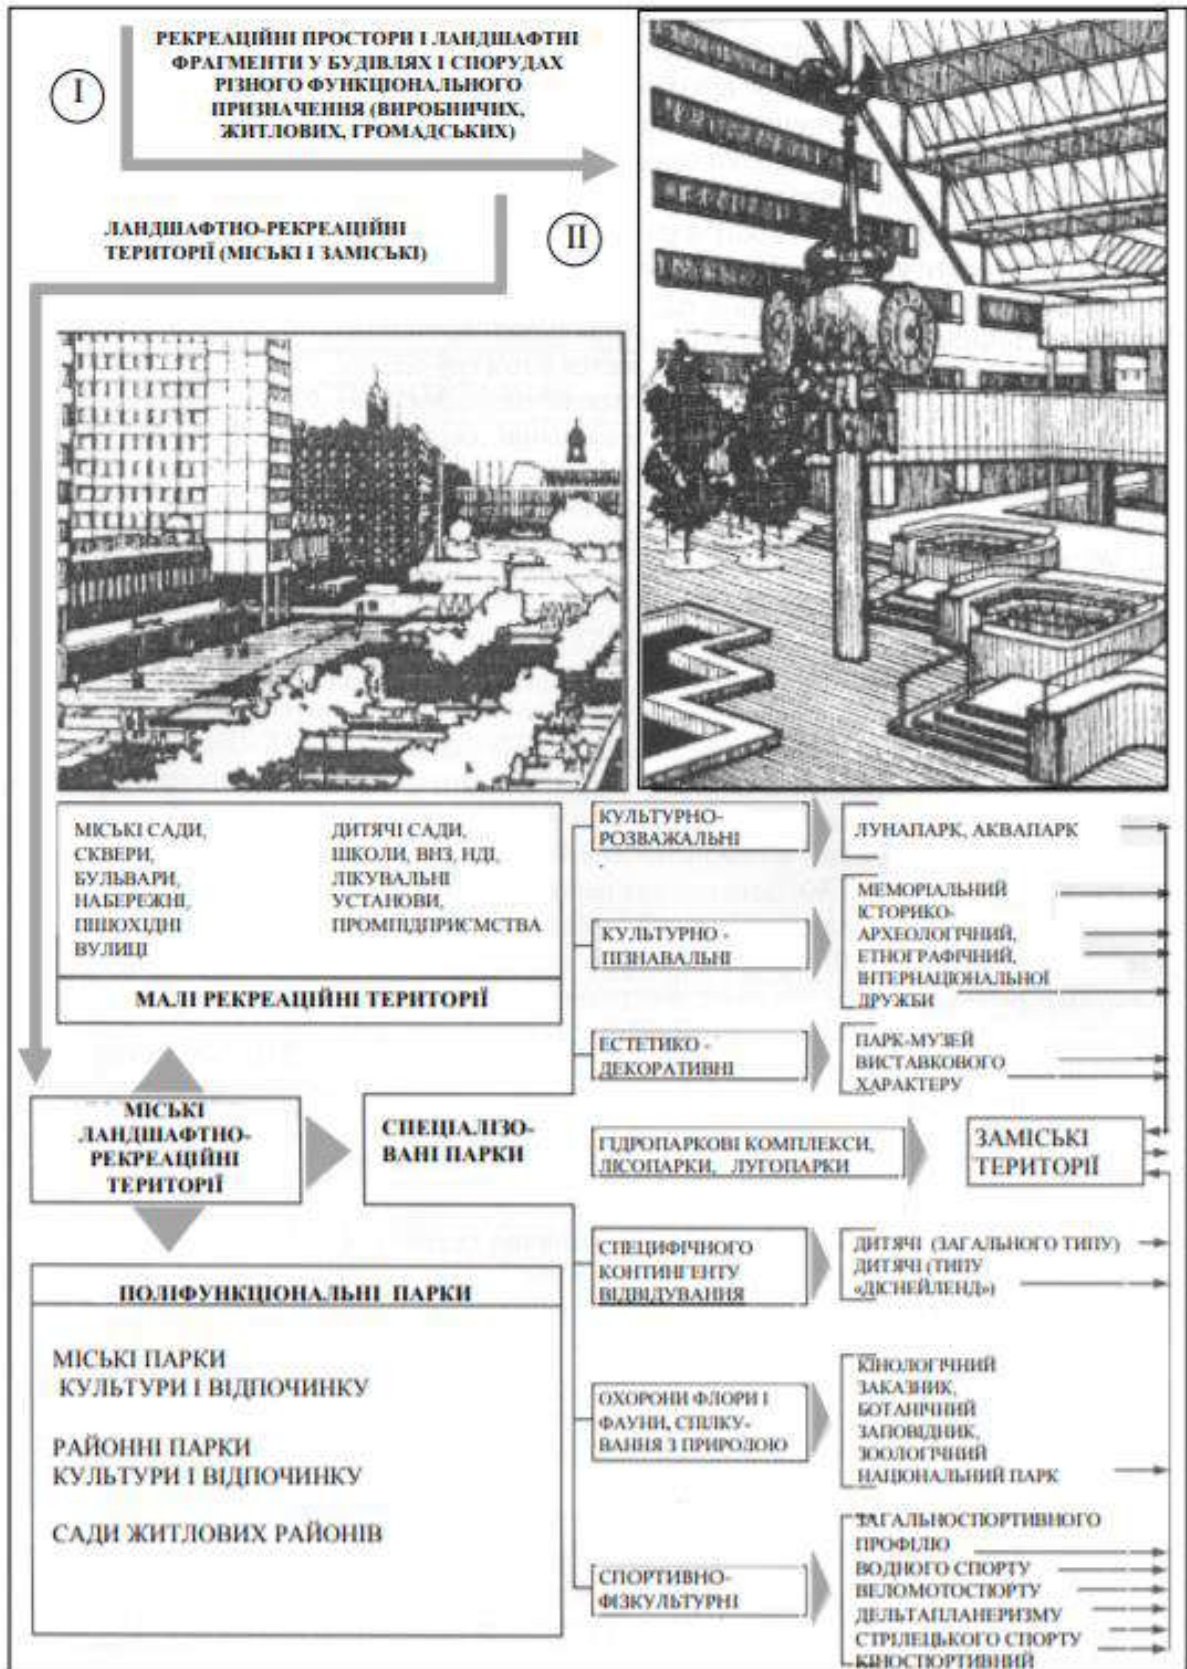 I
РЕКРЕАЦІЙНІ ПРОСТОРИ І ЛАНДШАФТНІ
ФРАГМЕНТИ У БУДІВЛЯХ І СПОРУДАХ
РІЗНОГО ФУНКЦІОНАЛЬНОГО
ПРИЗНАЧЕННЯ (ВИРОБНИЧИХ,
ЖИТЛОВИХ, ГРОМАДСЬКИХ)
ЛАНДШАФТНО-РЕКРЕАЦІЙНІ
ТЕРИТОРІЇ (МІСЬКІ І ЗАМІСЬКІ)
II
МІСЬКІ САДИ,
СКВЕРИ,
БУЛЬВАРИ,
НАБЕРЕЖНІ,
ПІШОХІДНІ
ВУЛИЦІ
ДИТЯЧІ САДИ,
ШКОЛИ, ВНЗ, НДІ,
ЛІКУВАЛЬНІ
УСТАНОВИ,
ПРОМПІДПРИЄМСТВА
МАЛІ РЕКРЕАЦІЙНІ ТЕРИТОРІЇ
МІСЬКІ
ЛАНДШАФТНО-
РЕКРЕАЦІЙНІ
ТЕРИТОРІЇ
СПЕЦІАЛІЗО-
ВАНІ ПАРКИ
ПОЛІФУНКЦІОНАЛЬНІ ПАРКИ
МІСЬКІ ПАРКИ
КУЛЬТУРИ І ВІДПОЧИНКУ
РАЙОННІ ПАРКИ
КУЛЬТУРИ І ВІДПОЧИНКУ
САДИ ЖИТЛОВИХ РАЙОНІВ
КУЛЬТУРНО-
РОЗВАЖАЛЬНІ
ЛУНАПАРК, АКВАПАРК
КУЛЬТУРНО -
ПІЗНАВАЛЬНІ
МЕМОРІАЛЬНИЙ
ІСТОРИКО-
АРХЕОЛОГІЧНИЙ,
ЕТНОГРАФІЧНИЙ,
ІНТЕРНАЦІОНАЛЬНОЇ
ДРУЖБИ
ЕСТЕТИКО -
ДЕКОРАТИВНІ
ПАРК-МУЗЕЙ
ВИСТАВКОВОГО
ХАРАКТЕРУ
ГІДРОПАРКОВІ КОМПЛЕКСИ,
ЛІСОПАРКИ, ЛУГОПАРКИ
ЗАМІСЬКІ
ТЕРИТОРІЇ
СПЕЦИФІЧНОГО
КОНТИНГЕНТУ
ВІДВІДУВАННЯ
ДИТЯЧІ (ЗАГАЛЬНОГО ТИПУ)
ДИТЯЧІ (ТИПУ
«ДІСНЕЙЛЕНД»)
ОХОРОНИ ФЛОРИ І
ФАУНИ, СПІЛКУ-
ВАННЯ З ПРИРОДОЮ
КІНОЛОГІЧНИЙ
ЗАКАЗНИК,
БОТАНІЧНИЙ
ЗАПОВІДНИК,
ЗООЛОГІЧНИЙ
НАЦІОНАЛЬНИЙ ПАРК
СПОРТИВНО-
ФІЗКУЛЬТУРНІ
ЗАГАЛЬНОСПОРТИВНОГО
ПРОФІЛЮ
ВОДНОГО СПОРТУ
ВЕЛОМОТОСПОРТУ
ДЕЛЬТАПЛАНЕРИЗМУ
СТРІЛЕЦЬКОГО СПОРТУ
КІНОСПОРТИВНИЙ